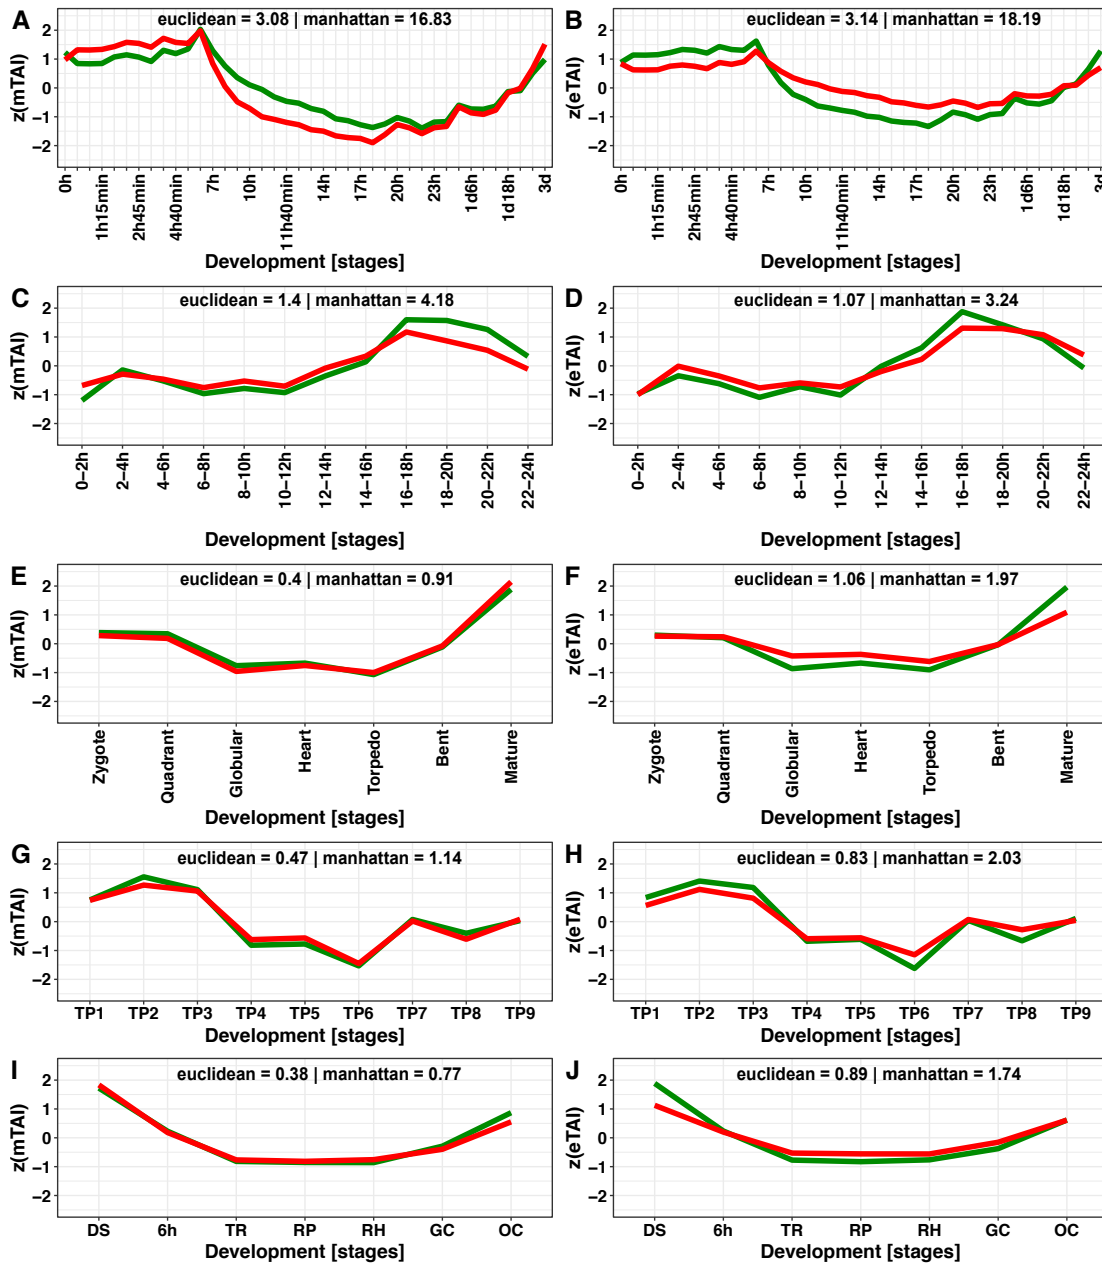 A
euclidean = 3.08 | manhattan = 16.83
z(mTAI)
2
1
0
−1
−2
0h
1h15min
2h45min
4h40min
7h
10h
11h40min
14h
17h
20h
23h
1d6h
1d18h
3d
Development [stages]
B
euclidean = 3.14 | manhattan = 18.19
z(eTAI)
2
1
0
−1
−2
0h
1h15min
2h45min
4h40min
7h
10h
11h40min
14h
17h
20h
23h
1d6h
1d18h
3d
Development [stages]
C
euclidean = 1.4 | manhattan = 4.18
z(mTAI)
2
1
0
−1
−2
0−2h
2−4h
4−6h
6−8h
8−10h
10−12h
12−14h
14−16h
16−18h
18−20h
20−22h
22−24h
Development [stages]
D
euclidean = 1.07 | manhattan = 3.24
z(eTAI)
2
1
0
−1
−2
0−2h
2−4h
4−6h
6−8h
8−10h
10−12h
12−14h
14−16h
16−18h
18−20h
20−22h
22−24h
Development [stages]
E
euclidean = 0.4 | manhattan = 0.91
z(mTAI)
2
1
0
−1
−2
Zygote
Quadrant
Globular
Heart
Torpedo
Bent
Mature
Development [stages]
F
euclidean = 1.06 | manhattan = 1.97
z(eTAI)
2
1
0
−1
−2
Zygote
Quadrant
Globular
Heart
Torpedo
Bent
Mature
Development [stages]
G
euclidean = 0.47 | manhattan = 1.14
z(mTAI)
2
1
0
−1
−2
TP1 TP2 TP3 TP4 TP5 TP6 TP7 TP8 TP9
Development [stages]
H
euclidean = 0.83 | manhattan = 2.03
z(eTAI)
2
1
0
−1
−2
TP1 TP2 TP3 TP4 TP5 TP6 TP7 TP8 TP9
Development [stages]
I
euclidean = 0.38 | manhattan = 0.77
z(mTAI)
2
1
0
−1
−2
DS 6h TR RP RH GC OC
Development [stages]
J
euclidean = 0.89 | manhattan = 1.74
z(eTAI)
2
1
0
−1
−2
DS 6h TR RP RH GC OC
Development [stages]